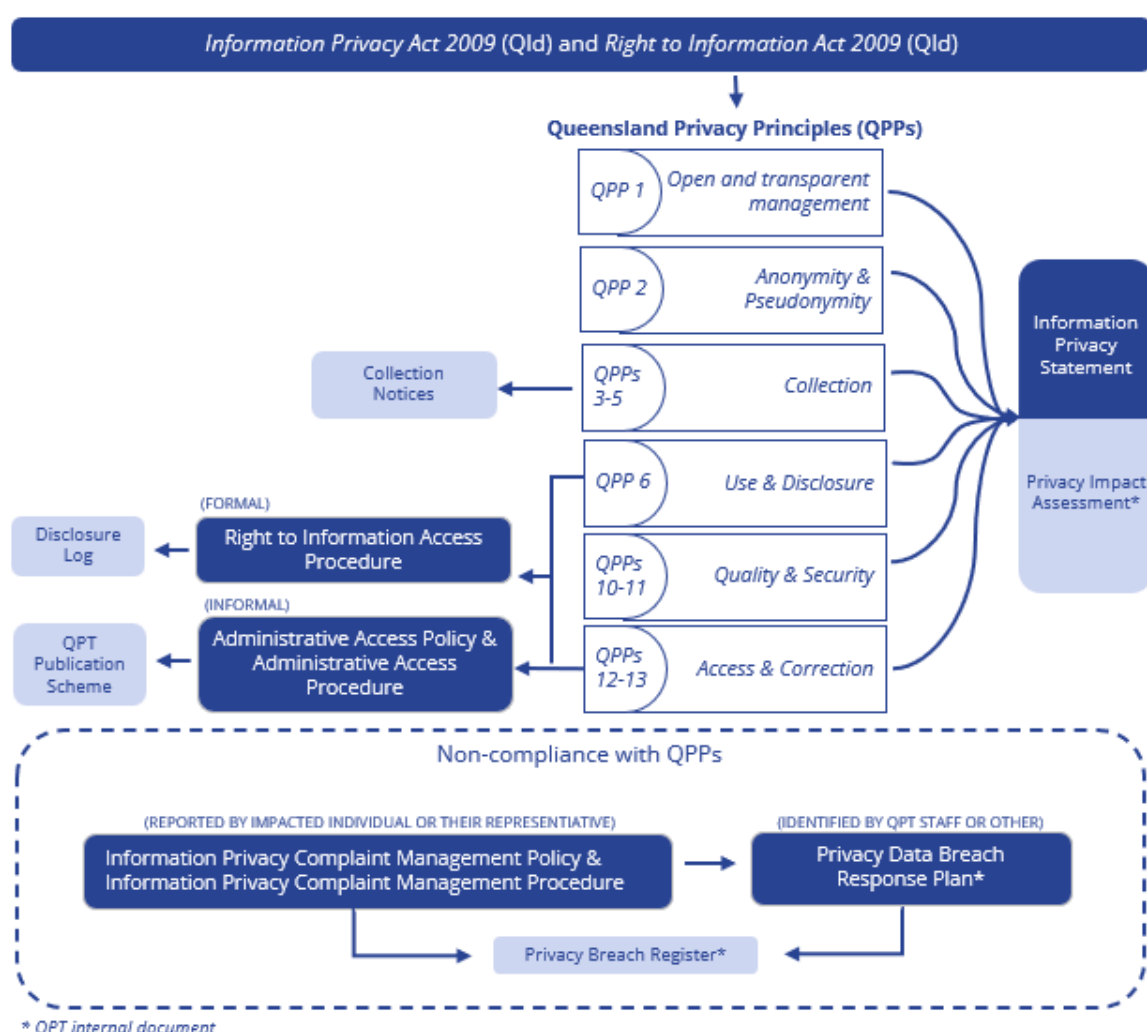 Information Privacy Act 2009 (Qld) and Right to Information Act 2009 (Qld)
Queensland Privacy Principles (QPPs)
QPP 1
Open and transparent
management
QPP 2
Anonymity &
Pseudonymity
Information
Privacy
Statement
Collection
Notices
QPPs
3-5
Collection
QPP 6
Use & Disclosure
Privacy Impact
Assessment*
(FORMAL)
Disclosure
Log
Right to Information Access
Procedure
QPPs
10-11
Quality & Security
(INFORMAL)
QPT
Publication
Scheme
Administrative Access Policy &
Administrative Access
Procedure
QPPs
12-13
Access & Correction
Non-compliance with QPPs
(REPORTED BY IMPACTED INDIVIDUAL OR THEIR REPRESENTATIVE)
Information Privacy Complaint Management Policy &
Information Privacy Complaint Management Procedure
(IDENTIFIED BY QPT STAFF OR OTHER)
Privacy Data Breach
Response Plan*
Privacy Breach Register*
* QPT internal document